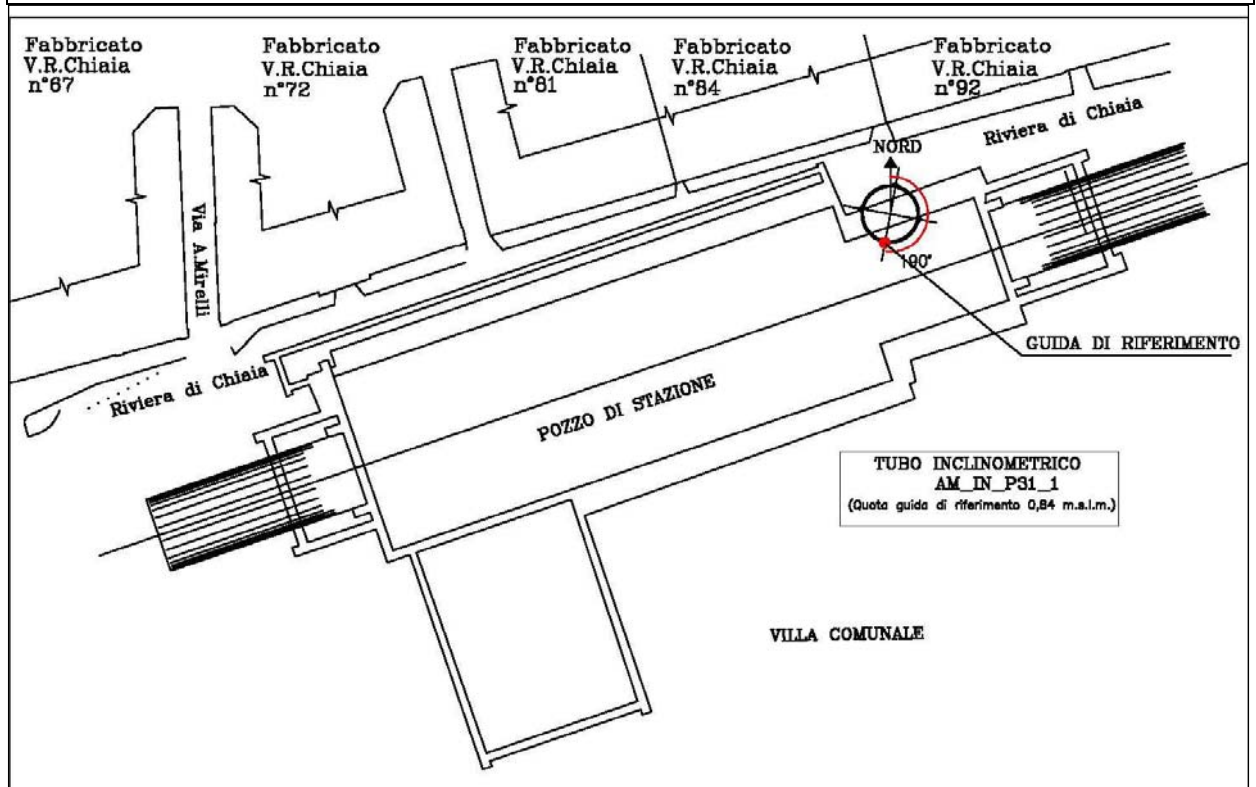 Fabbricato
V.R.Chiaia
n°67
Fabbricato
V.R.Chiaia
n°72
Fabbricato
V.R.Chiaia
n°81
Fabbricato
V.R.Chiaia
n°84
Fabbricato
V.R.Chiaia
n°92
Riviera di Chiaia
NORD
190°
Via A.Mirelli
GUIDA DI RIFERIMENTO
Riviera di Chiaia
POZZO DI STAZIONE
TUBO INCLINOMETRICO
AM_IN_P31_1
(Quota guida di riferimento 0,84 m.s.l.m.)
VILLA COMUNALE